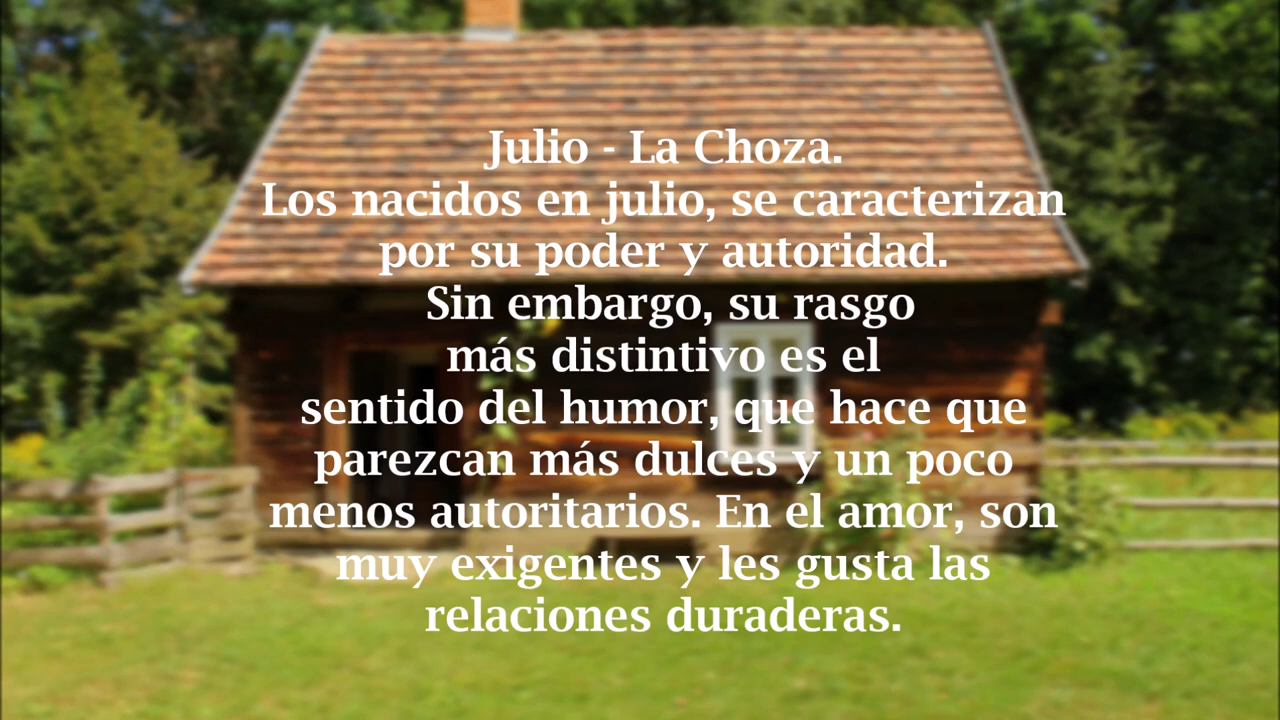 Julio - La Choza.
Los nacidos en julio, se caracterizan
por su poder y autoridad.
Sin embargo, su rasgo
más distintivo es el
sentido del humor, que hace que
parezcan más dulces y un poco
menos autoritarios. En el amor, son
muy exigentes y les gusta las
relaciones duraderas.